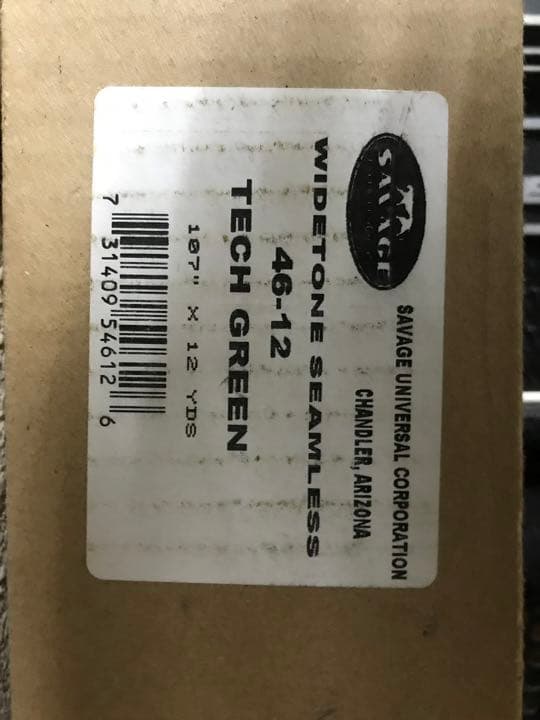 SAVAGE
SAVAGE UNIVERSAL CORPORATION
CHANDLER, ARIZONA
WIDETONE SEAMLESS
46-12
TECH GREEN
107" X 12 YDS
7 31409 54612 6